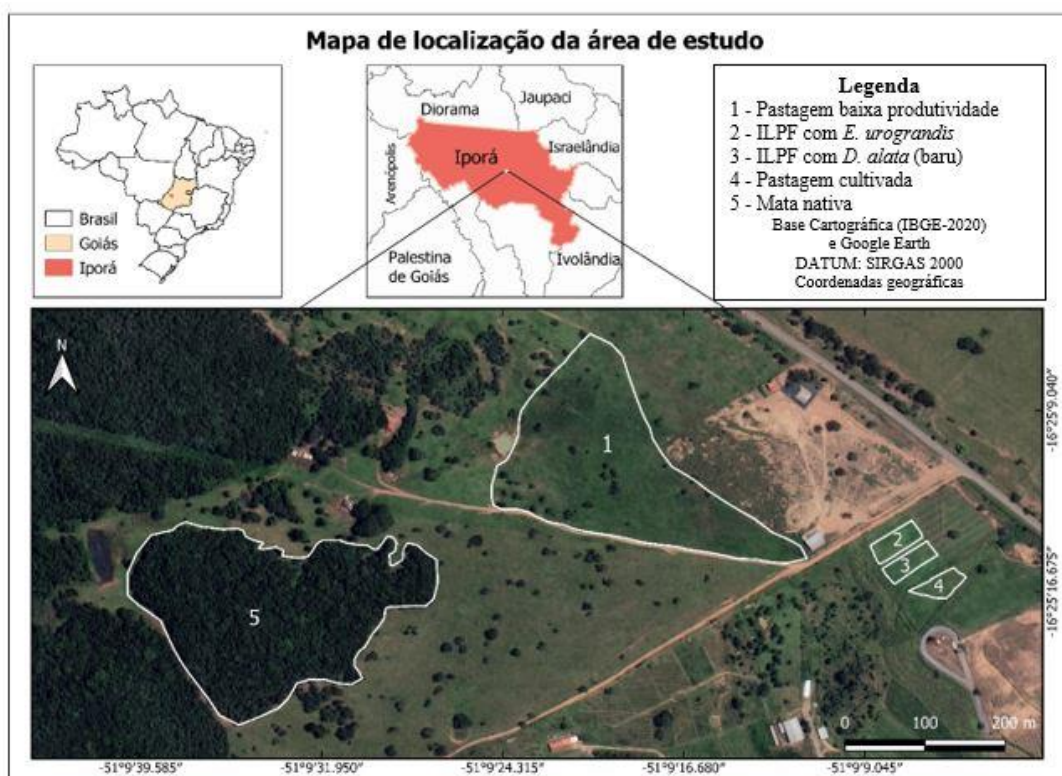 Mapa de localização da área de estudo
Brasil
Goiás
Iporá
Diorama
Jaupaci
Israelândia
Iporá
Arenópolis
Palestina
de Goiás
Ivolândia
Legenda
1 - Pastagem baixa produtividade
2 - ILPF com E. urograndis
3 - ILPF com D. alata (baru)
4 - Pastagem cultivada
5 - Mata nativa
Base Cartográfica (IBGE-2020)
e Google Earth
DATUM: SIRGAS 2000
Coordenadas geográficas
N
1
2
3
4
5
0 100 200 m
-16°25'9.040"
-16°25'16.675"
-51°9'39.585" -51°9'31.950" -51°9'24.315" -51°9'16.680" -51°9'9.045"